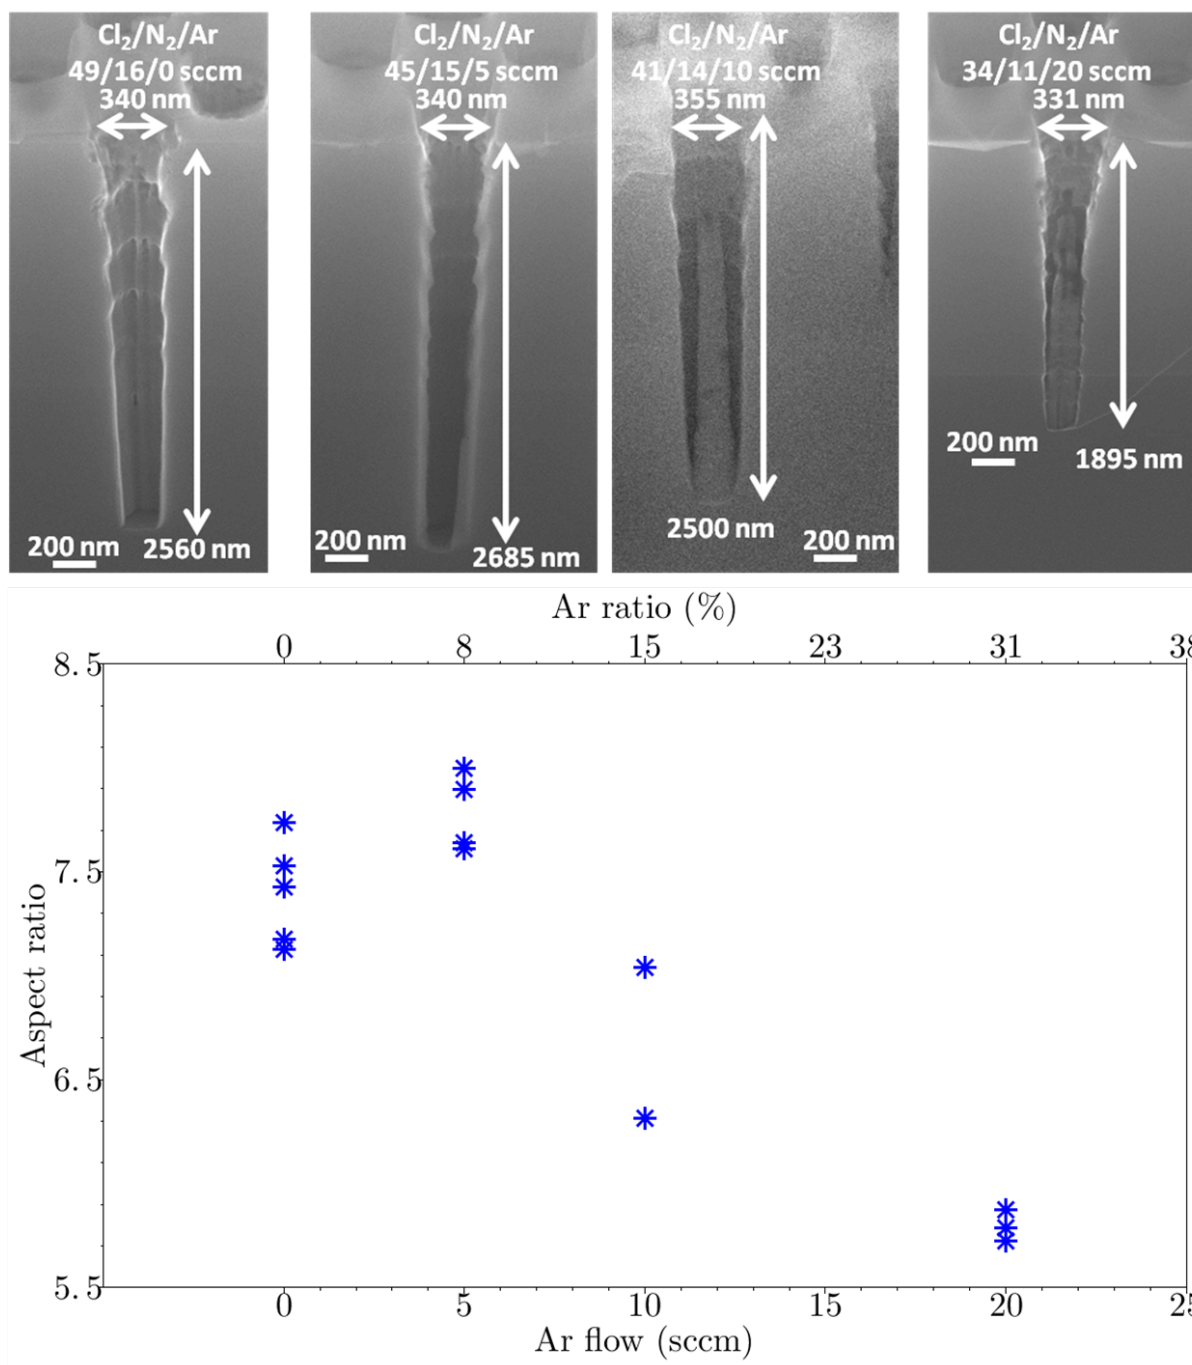 Cl₂/N₂/Ar
49/16/0 sccm
340 nm
200 nm
2560 nm
Cl₂/N₂/Ar
45/15/5 sccm
340 nm
200 nm
2685 nm
Cl₂/N₂/Ar
41/14/10 sccm
355 nm
2500 nm
200 nm
Cl₂/N₂/Ar
34/11/20 sccm
331 nm
200 nm
1895 nm
Ar ratio (%)
0 8 15 23 31 38
8.5
7.5
6.5
5.5
Aspect ratio
0 5 10 15 20 25
Ar flow (sccm)